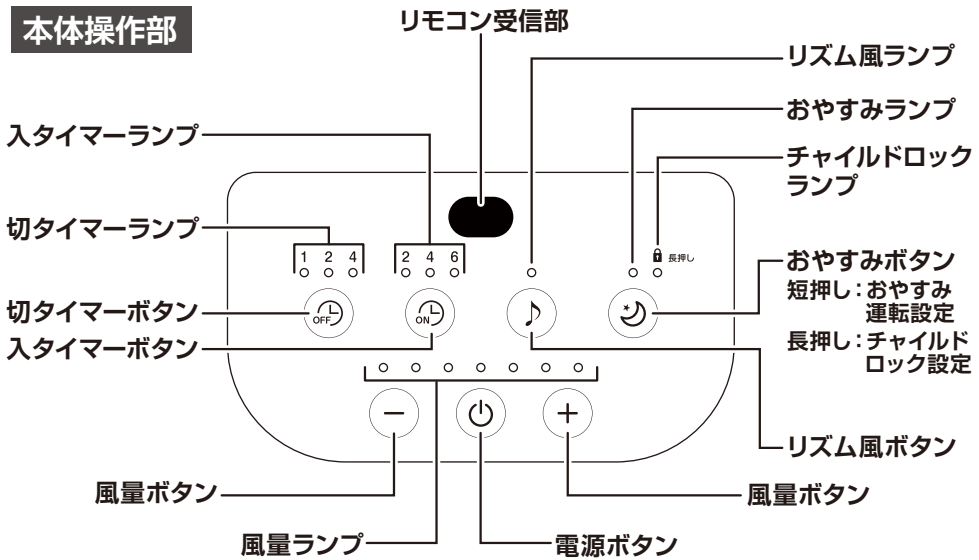 本体操作部
リモコン受信部
リズム風ランプ
おやすみランプ
チャイルドロック
ランプ
入タイマーランプ
切タイマーランプ
1 2 4
2 4 6
長押し
切タイマーボタン
OFF
ON
入タイマーボタン
おやすみボタン
短押し:おやすみ
運転設定
長押し:チャイルド
ロック設定
リズム風ボタン
風量ボタン
風量ボタン
風量ランプ
電源ボタン